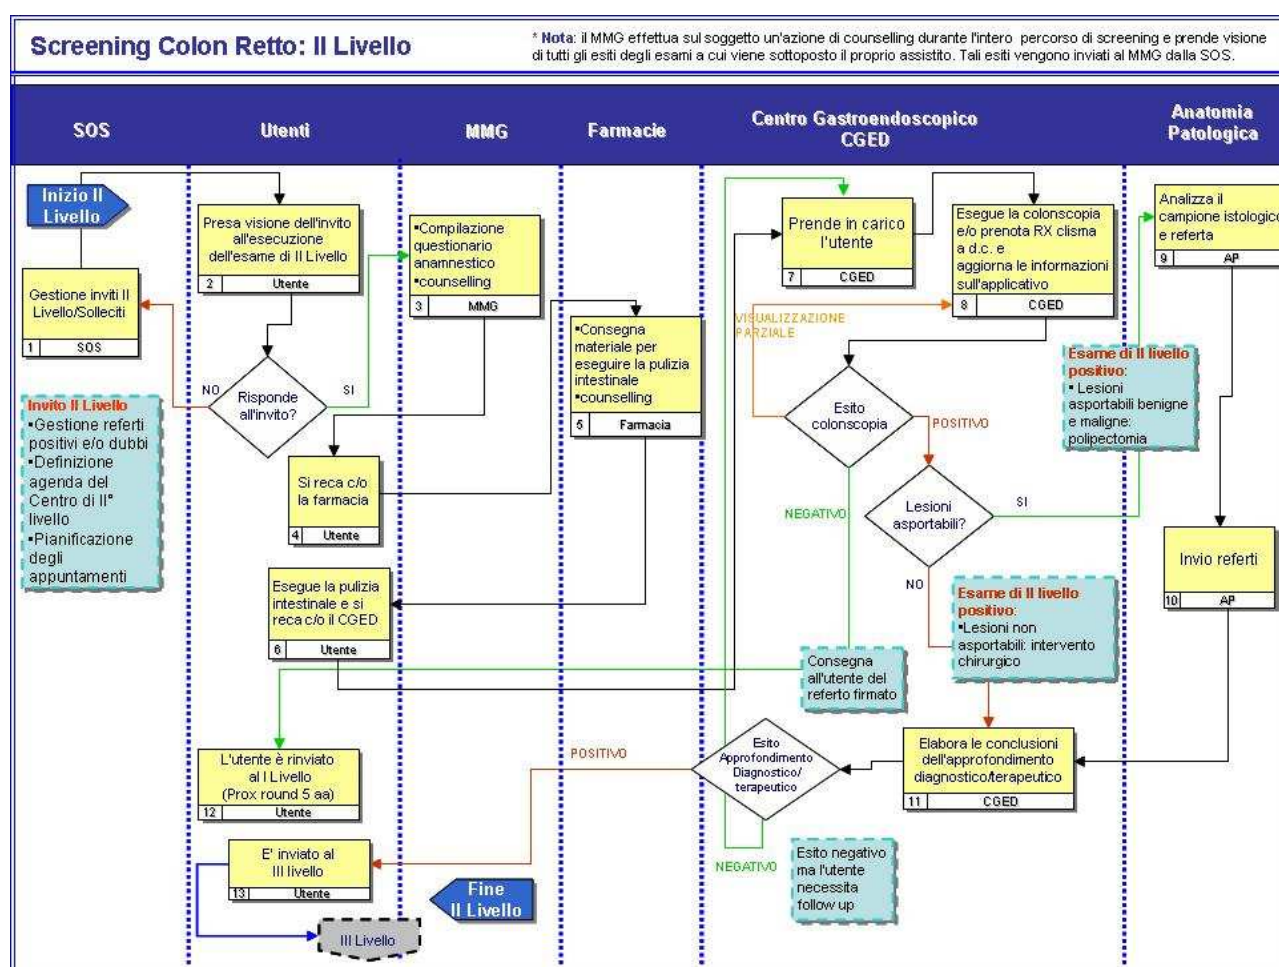 Screening Colon Retto: II Livello
* Nota: il MMG effettua sul soggetto un'azione di counselling durante l'intero percorso di screening e prende visione
di tutti gli esiti degli esami a cui viene sottoposto il proprio assistito. Tali esiti vengono inviati al MMG dalla SOS.
SOS
Utenti
MMG
Farmacie
Centro Gastroendoscopico
CGED
Anatomia
Patologica
Inizio II
Livello
Gestione inviti II
Livello/Solleciti
1 SOS
Invito II Livello
▪Gestione referti
positivi e/o dubbi
▪Definizione
agenda del
Centro di II°
livello
▪Pianificazione
degli
appuntamenti
Presa visione dell'invito
all'esecuzione
dell'esame di II Livello
2 Utente
NO
Risponde
all'invito?
SI
▪Compilazione
questionario
anamnestico
▪counselling
3 MMG
Si reca c/o
la farmacia
4 Utente
▪Consegna
materiale per
eseguire la pulizia
intestinale
▪counselling
5 Farmacia
Esegue la pulizia
intestinale e si
reca c/o il CGED
6 Utente
Prende in carico
l'utente
7 CGED
Esegue la colonscopia
e/o prenota RX clisma
a d.c. e
aggiorna le informazioni
sull'applicativo
8 CGED
VISUALIZZAZIONE
PARZIALE
Esito
colonscopia
POSITIVO
NEGATIVO
Lesioni
asportabili?
SI
NO
Esame di II livello
positivo:
▪ Lesioni
asportabili benigne
e maligne:
polipectomia
Analizza il
campione istologico
e referta
9 AP
Invio referti
10 AP
Esame di II livello
positivo:
▪Lesioni non
asportabili: intervento
chirurgico
Consegna
all'utente del
referto firmato
Elabora le conclusioni
dell'approfondimento
diagnostico/terapeutico
11 CGED
Esito
Approfondimento
Diagnostico/
terapeutico
POSITIVO
NEGATIVO
Esito negativo
ma l'utente
necessita
follow up
L'utente è rinviato
al I Livello
(Prox round 5 aa)
12 Utente
E' inviato al
III livello
13 Utente
Fine
II Livello
III Livello